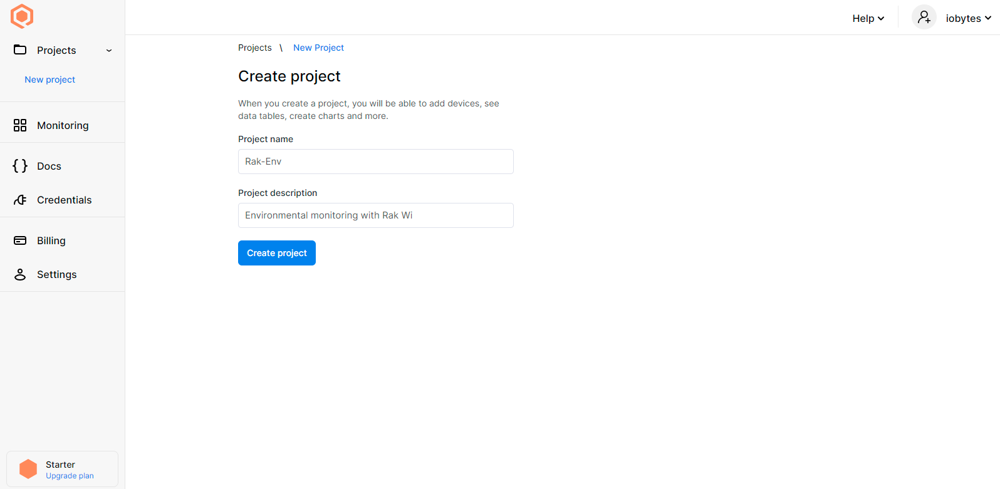 Projects
New project
Monitoring
Docs
Credentials
Billing
Settings
Starter
Upgrade plan
Help
iobytes
Projects \ New Project
Create project
When you create a project, you will be able to add devices, see
data tables, create charts and more.
Project name
Rak-Env
Project description
Environmental monitoring with Rak Wi
Create project